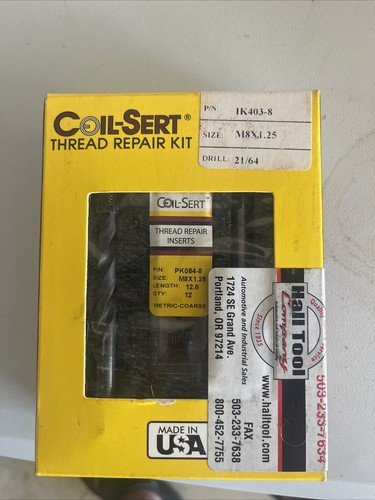 COIL-SERT®
THREAD REPAIR KIT
P/N: 1K403-8
SIZE: M8X1.25
DRILL: 21/64
COIL-SERT
THREAD REPAIR
INSERTS
P/N: PK084-8
SIZE: M8X1.25
LENGTH 12.0
QTY: 12
METRIC-COARSE
MADE IN
USA
Quality
Service
Hall Tool
Company
Since 1935
503-233-7634
www.halltool.com
FAX
503-233-7638
800-452-7755
Automotive and Industrial Sales
1724 SE Grand Ave.
Portland, OR 97214